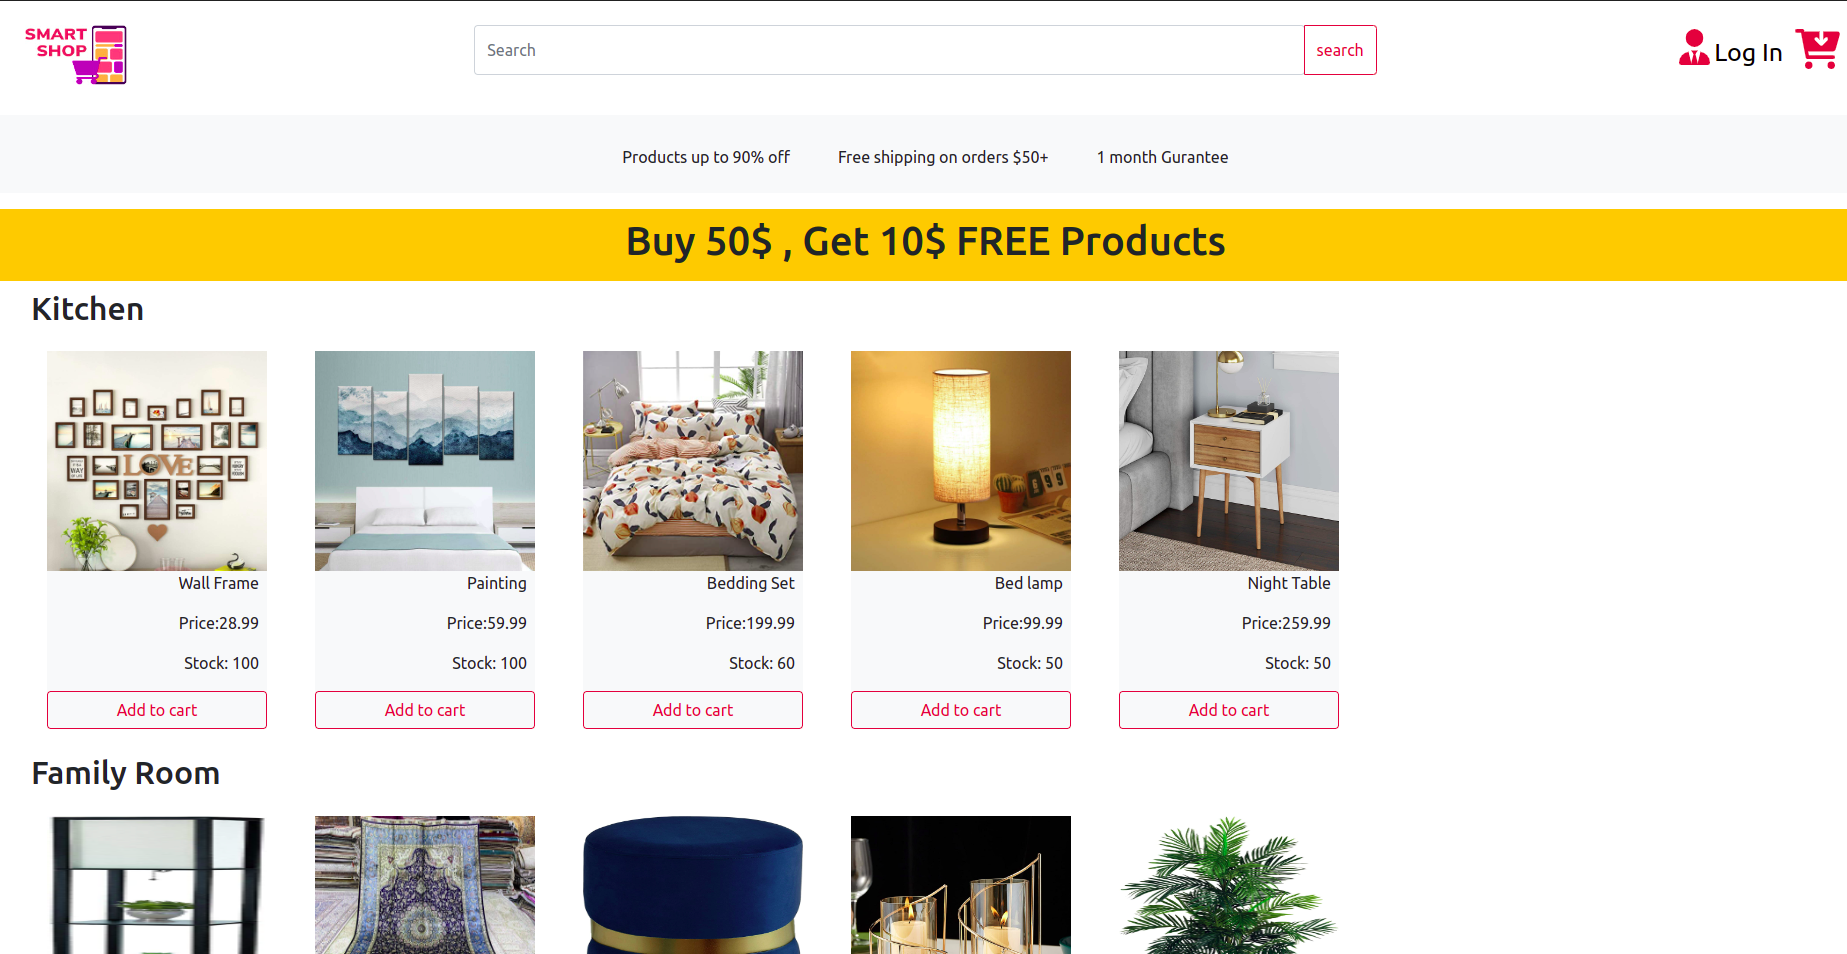 SMART
SHOP
Search
search
Log In
Products up to 90% off
Free shipping on orders $50+
1 month Gurantee
Buy 50$ , Get 10$ FREE Products
Kitchen
LOVE
Wall Frame
Price:28.99
Stock: 100
Add to cart
Painting
Price:59.99
Stock: 100
Add to cart
Bedding Set
Price:199.99
Stock: 60
Add to cart
Bed lamp
Price:99.99
Stock: 50
Add to cart
Night Table
Price:259.99
Stock: 50
Add to cart
Family Room